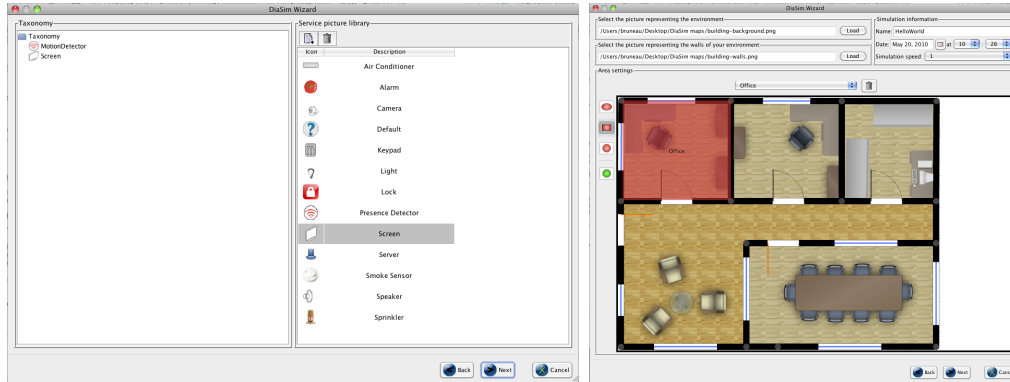 DiaSim Wizard
Taxonomy
Taxonomy
MotionDetector
Screen
Service picture library
Icon Description
Air Conditioner
Alarm
Camera
Default
Keypad
Light
Lock
Presence Detector
Screen
Server
Smoke Sensor
Speaker
Sprinkler
Back Next Cancel
DiaSim Wizard
Select the picture representing the environment
/Users/bruneau/Desktop/DiaSim maps/building-background.png Load
Select the picture representing the walls of your environment
/Users/bruneau/Desktop/DiaSim maps/building-walls.png Load
Simulation information
Name: HelloWorld
Date: May 20, 2010 at 10 : 26
Simulation speed: 1
Area settings
Office
Office
Back Next Canc